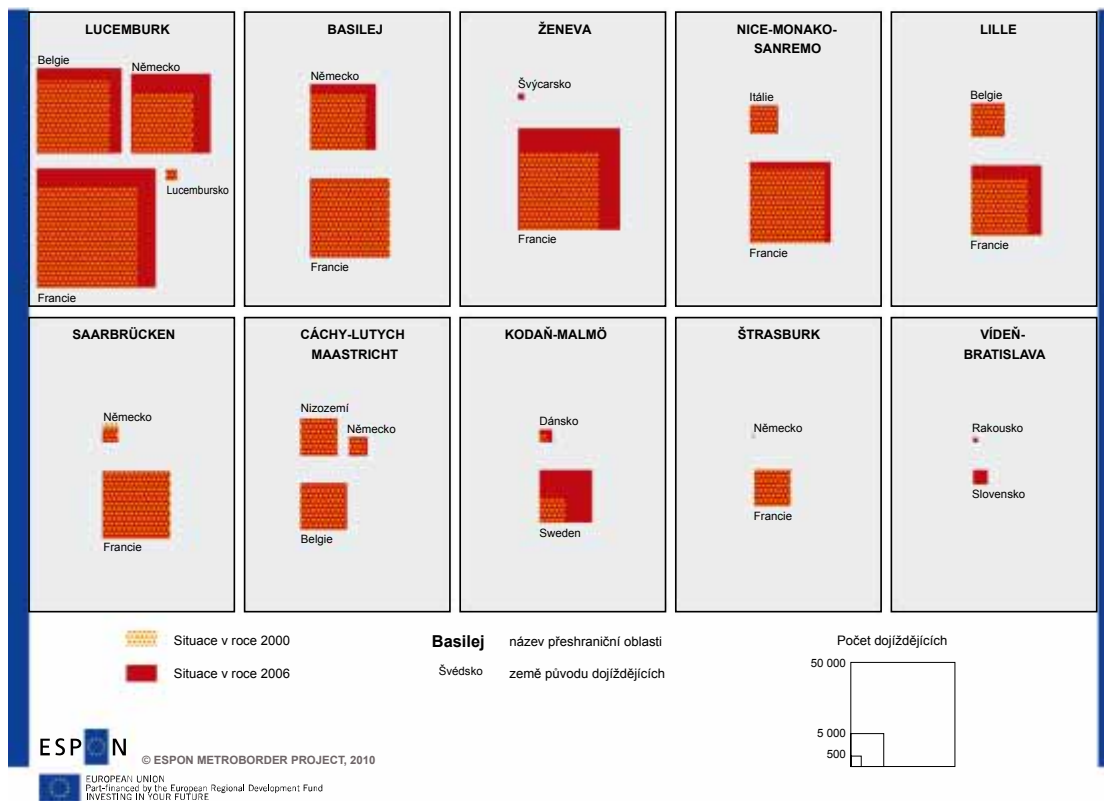 LUCEMBURK
Belgie
Německo
Lucembursko
Francie
BASILEJ
Německo
Francie
ŽENEVA
Švýcarsko
Francie
NICE-MONAKO-
SANREMO
Itálie
Francie
LILLE
Belgie
Francie
SAARBRÜCKEN
Německo
Francie
CÁCHY-LUTYCH
MAASTRICHT
Nizozemí
Německo
Belgie
KODAŇ-MALMÖ
Dánsko
Sweden
ŠTRASBURK
Německo
Francie
VÍDEŇ-
BRATISLAVA
Rakousko
Slovensko
Situace v roce 2000
Situace v roce 2006
Basilej název přeshraniční oblasti
Švédsko země původu dojíždějících
Počet dojíždějících
50 000
5 000
500
ESPON
© ESPON METROBORDER PROJECT, 2010
EUROPEAN UNION
Part-financed by the European Regional Development Fund
INVESTING IN YOUR FUTURE